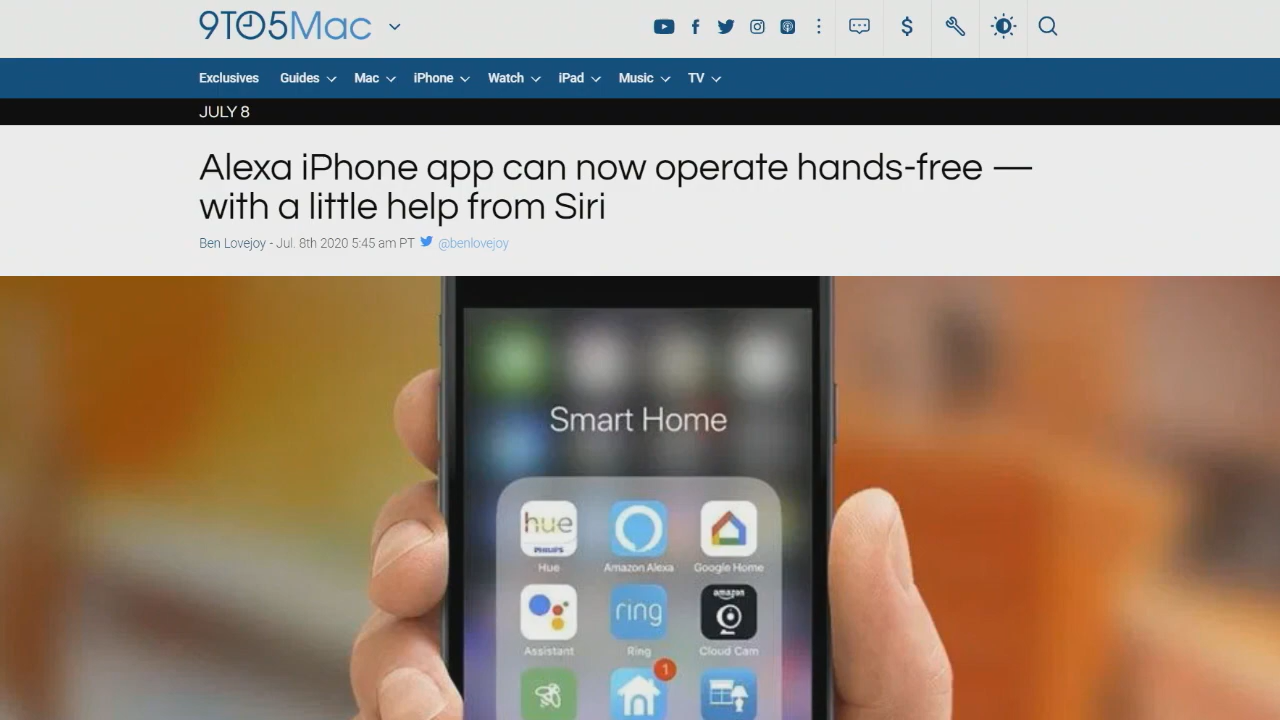 9TO5Mac
Exclusives Guides Mac iPhone Watch iPad Music TV
JULY 8
Alexa iPhone app can now operate hands-free —
with a little help from Siri
Ben Lovejoy - Jul. 8th 2020 5:45 am PT @benlovejoy
Smart Home
hue
PHILIPS
Hue Amazon Alexa Google Home
ring amazon
Assistant Ring Cloud Cam
1